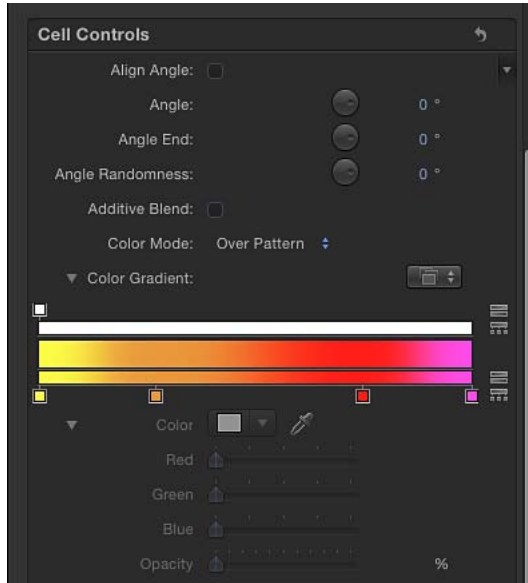 Cell Controls
Align Angle:
Angle: 0 °
Angle End: 0 °
Angle Randomness: 0 °
Additive Blend:
Color Mode: Over Pattern
Color Gradient:
Color
Red
Green
Blue
Opacity %